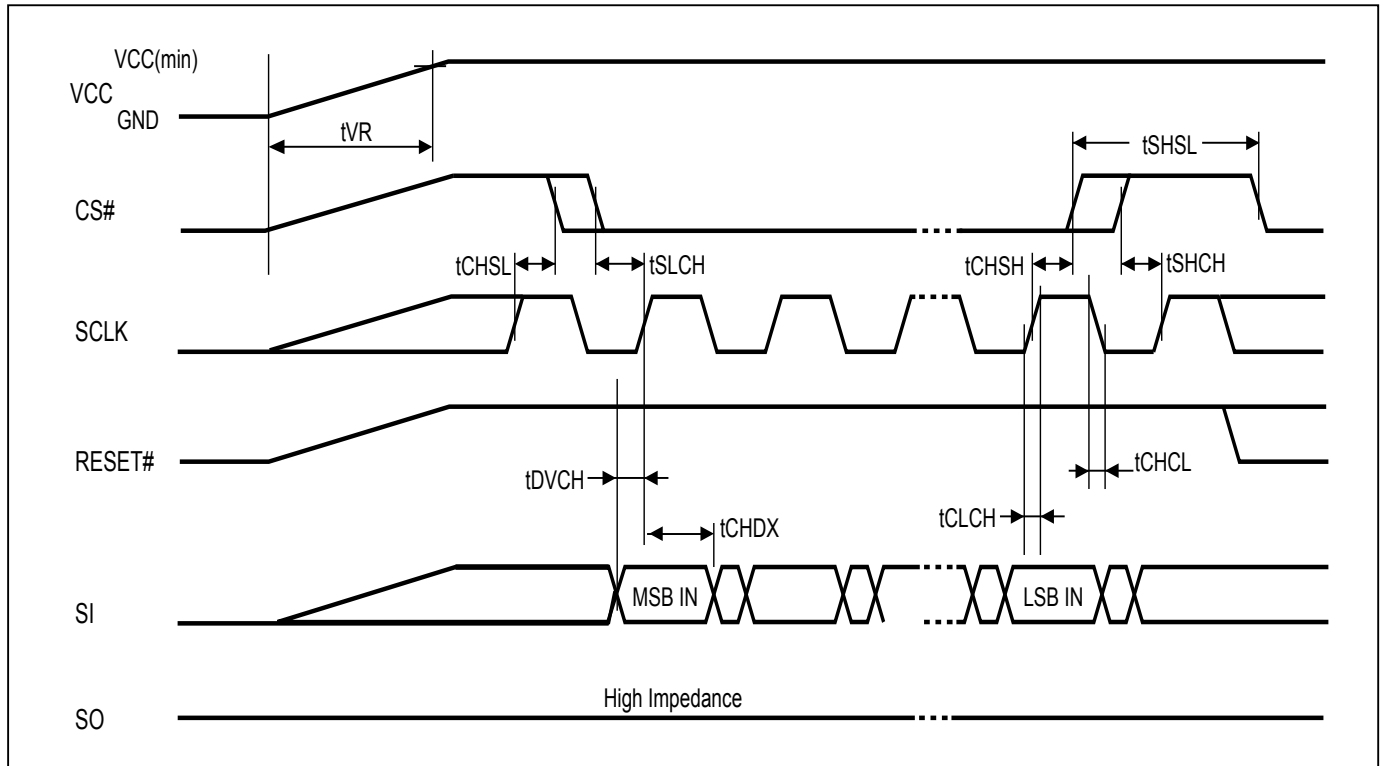 VCC(min)
VCC
GND
tVR
tSHSL
CS#
tCHSL
tSLCH
tCHSH
tSHCH
SCLK
RESET#
tDVCH
tCHCL
tCLCH
tCHDX
SI
MSB IN
LSB IN
High Impedance
SO